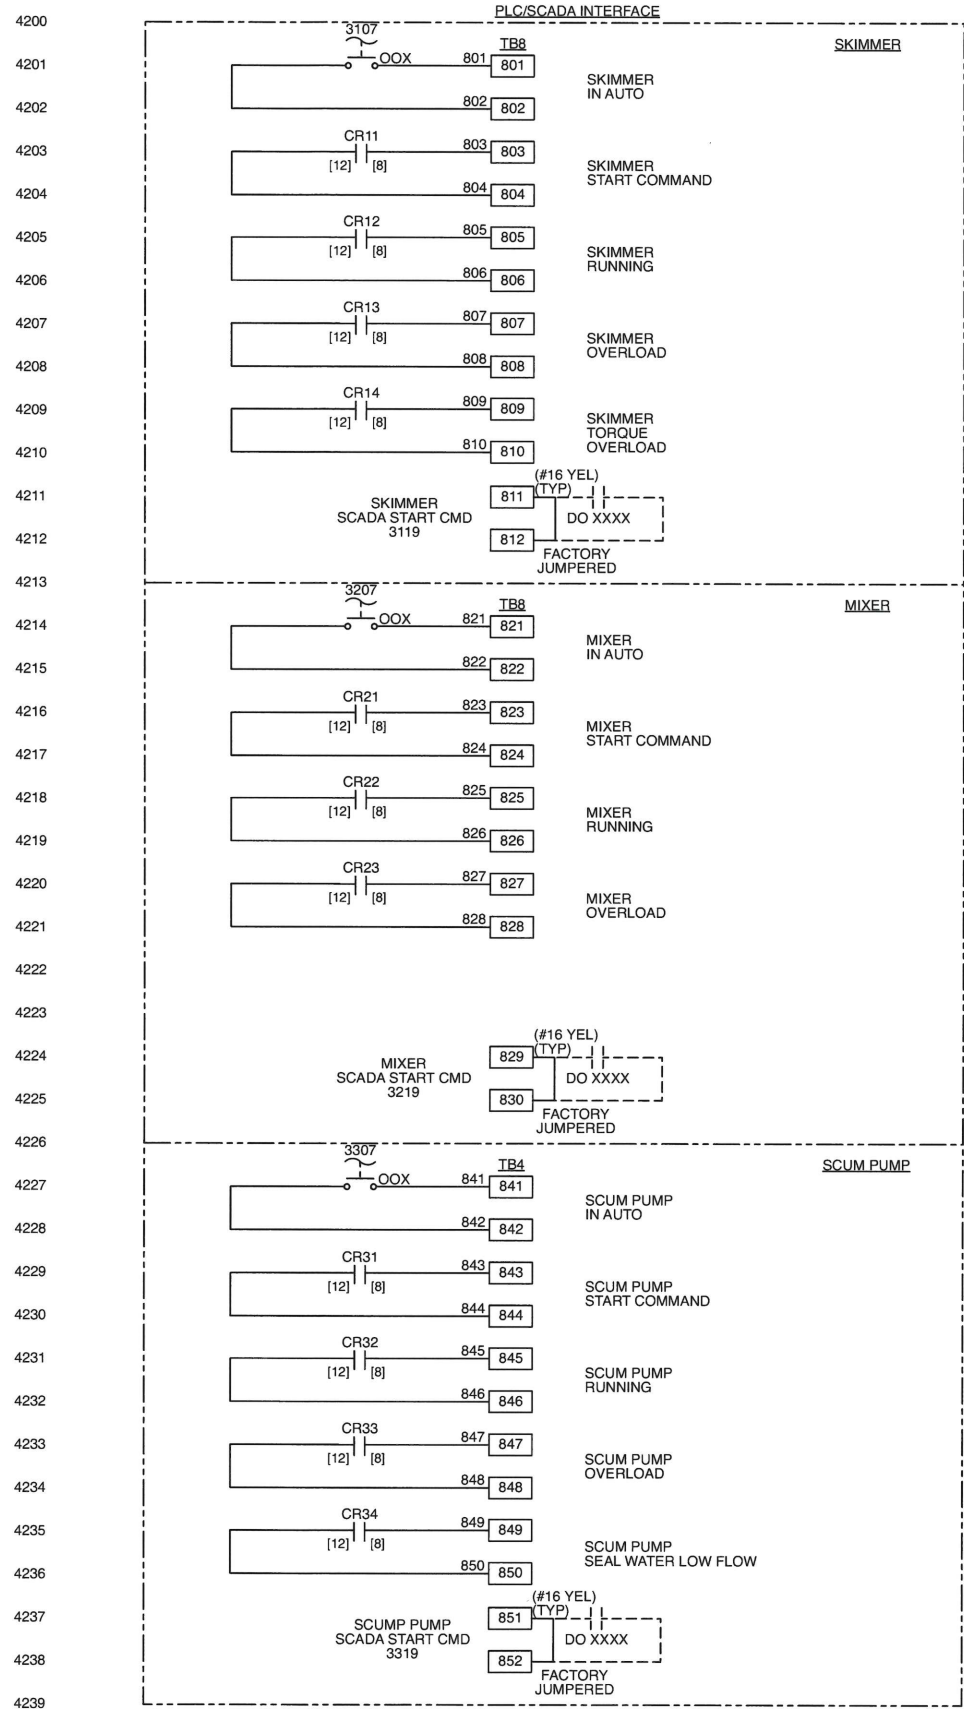 PLC/SCADA INTERFACE
4200
3107
TB8
SKIMMER
4201
OOX
801
801
SKIMMER
IN AUTO
4202
802
802
4203
CR11
803
803
[12]
[8]
SKIMMER
START COMMAND
4204
804
804
4205
CR12
805
805
[12]
[8]
SKIMMER
RUNNING
4206
806
806
4207
CR13
807
807
[12]
[8]
SKIMMER
OVERLOAD
4208
808
808
4209
CR14
809
809
[12]
[8]
SKIMMER
TORQUE
OVERLOAD
4210
810
810
(#16 YEL)
(TYP)
4211
811
SKIMMER
SCADA START CMD
3119
DO XXXX
4212
812
FACTORY
JUMPERED
4213
3207
TB8
MIXER
4214
OOX
821
821
MIXER
IN AUTO
4215
822
822
4216
CR21
823
823
[12]
[8]
MIXER
START COMMAND
4217
824
824
4218
CR22
825
825
[12]
[8]
MIXER
RUNNING
4219
826
826
4220
CR23
827
827
[12]
[8]
MIXER
OVERLOAD
4221
828
828
4222
4223
(#16 YEL)
(TYP)
4224
829
MIXER
SCADA START CMD
3219
DO XXXX
4225
830
FACTORY
JUMPERED
4226
3307
TB4
SCUM PUMP
4227
OOX
841
841
SCUM PUMP
IN AUTO
4228
842
842
4229
CR31
843
843
[12]
[8]
SCUM PUMP
START COMMAND
4230
844
844
4231
CR32
845
845
[12]
[8]
SCUM PUMP
RUNNING
4232
846
846
4233
CR33
847
847
[12]
[8]
SCUM PUMP
OVERLOAD
4234
848
848
4235
CR34
849
849
[12]
[8]
SCUM PUMP
SEAL WATER LOW FLOW
4236
850
850
(#16 YEL)
(TYP)
4237
851
SCUMP PUMP
SCADA START CMD
3319
DO XXXX
4238
852
FACTORY
JUMPERED
4239